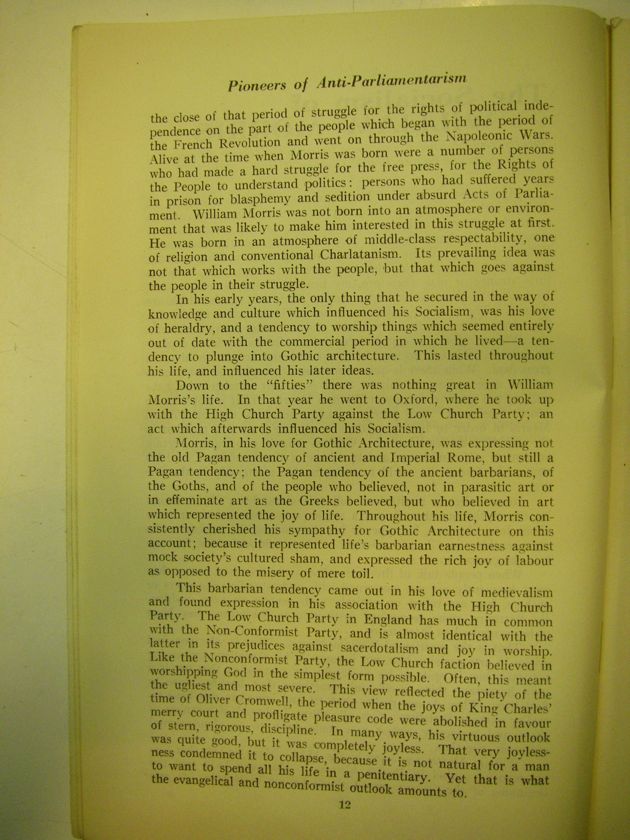 Pioneers of Anti-Parliamentarism
the close of that period of struggle for the rights of political inde-
pendence on the part of the people which began with the period of
the French Revolution and went on through the Napoleonic Wars.
Alive at the time when Morris was born were a number of persons
who had made a hard struggle for the free press, for the Rights of
the People to understand politics: persons who had suffered years
in prison for blasphemy and sedition under absurd Acts of Parlia-
ment. William Morris was not born into an atmosphere or environ-
ment that was likely to make him interested in this struggle at first.
He was born in an atmosphere of middle-class respectability, one
of religion and conventional Charlatanism. Its prevailing idea was
not that which works with the people, but that which goes against
the people in their struggle.
In his early years, the only thing that he secured in the way of
knowledge and culture which influenced his Socialism, was his love
of heraldry, and a tendency to worship things which seemed entirely
out of date with the commercial period in which he lived—a ten-
dency to plunge into Gothic architecture. This lasted throughout
his life, and influenced his later ideas.
Down to the "fifties" there was nothing great in William
Morris's life. In that year he went to Oxford, where he took up
with the High Church Party against the Low Church Party; an
act which afterwards influenced his Socialism.
Morris, in his love for Gothic Architecture, was expressing not
the old Pagan tendency of ancient and Imperial Rome, but still a
Pagan tendency; the Pagan tendency of the ancient barbarians, of
the Goths, and of the people who believed, not in parasitic art or
in effeminate art as the Greeks believed, but who believed in art
which represented the joy of life. Throughout his life, Morris con-
sistently cherished his sympathy for Gothic Architecture on this
account; because it represented life's barbarian earnestness against
mock society's cultured sham, and expressed the rich joy of labour
as opposed to the misery of mere toil.
This barbarian tendency came out in his love of medievalism
and found expression in his association with the High Church
Party. The Low Church Party in England has much in common
with the Non-Conformist Party, and is almost identical with the
latter in its prejudices against sacerdotalism and joy in worship.
Like the Nonconformist Party, the Low Church faction believed in
worshipping God in the simplest form possible. Often, this meant
the ugliest and most severe. This view reflected the piety of the
time of Oliver Cromwell, the period when the joys of King Charles'
merry court and profligate pleasure code were abolished in favour
of stern, rigorous, discipline. In many ways, his virtuous outlook
was quite good, but it was completely joyless. That very joyless-
ness condemned it to collapse, because it is not natural for a man
to want to spend all his life in a penitentiary. Yet that is what
the evangelical and nonconformist outlook amounts to.
12